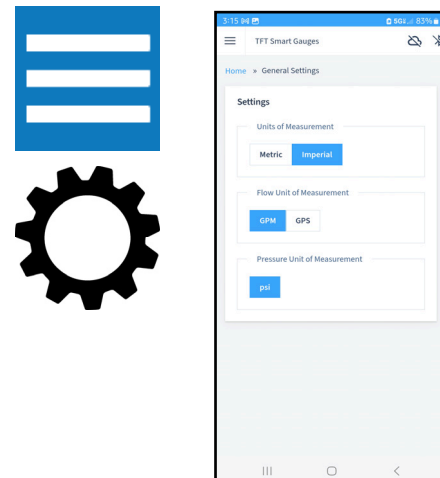 3:15
5G
83%
TFT Smart Gauges
Home » General Settings
Settings
Units of Measurement
Metric Imperial
Flow Unit of Measurement
GPM GPS
Pressure Unit of Measurement
psi